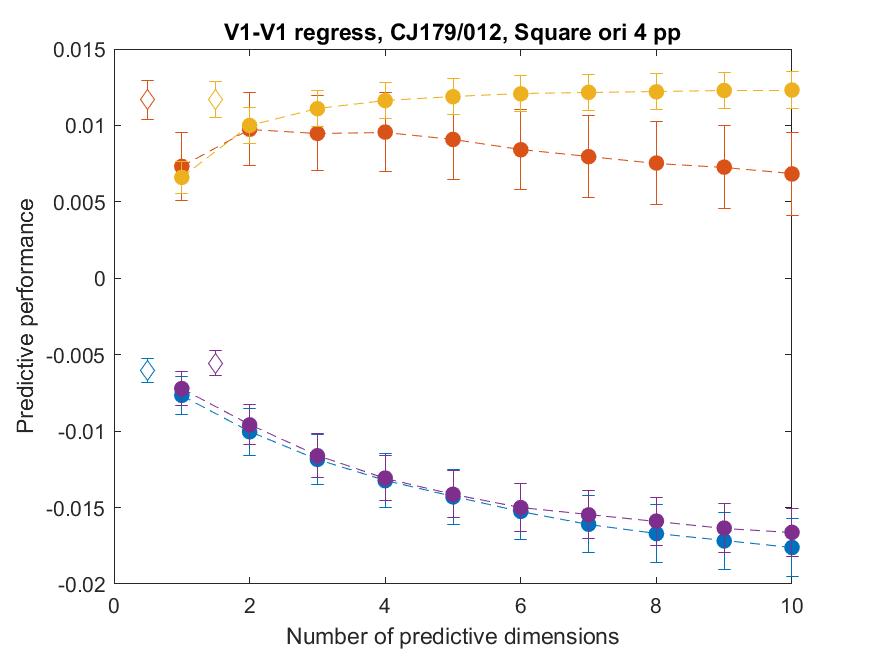 V1-V1 regress, CJ179/012, Square ori 4 pp
0.015
0.01
0.005
0
-0.005
-0.01
-0.015
-0.02
Predictive performance
0 2 4 6 8 10
Number of predictive dimensions